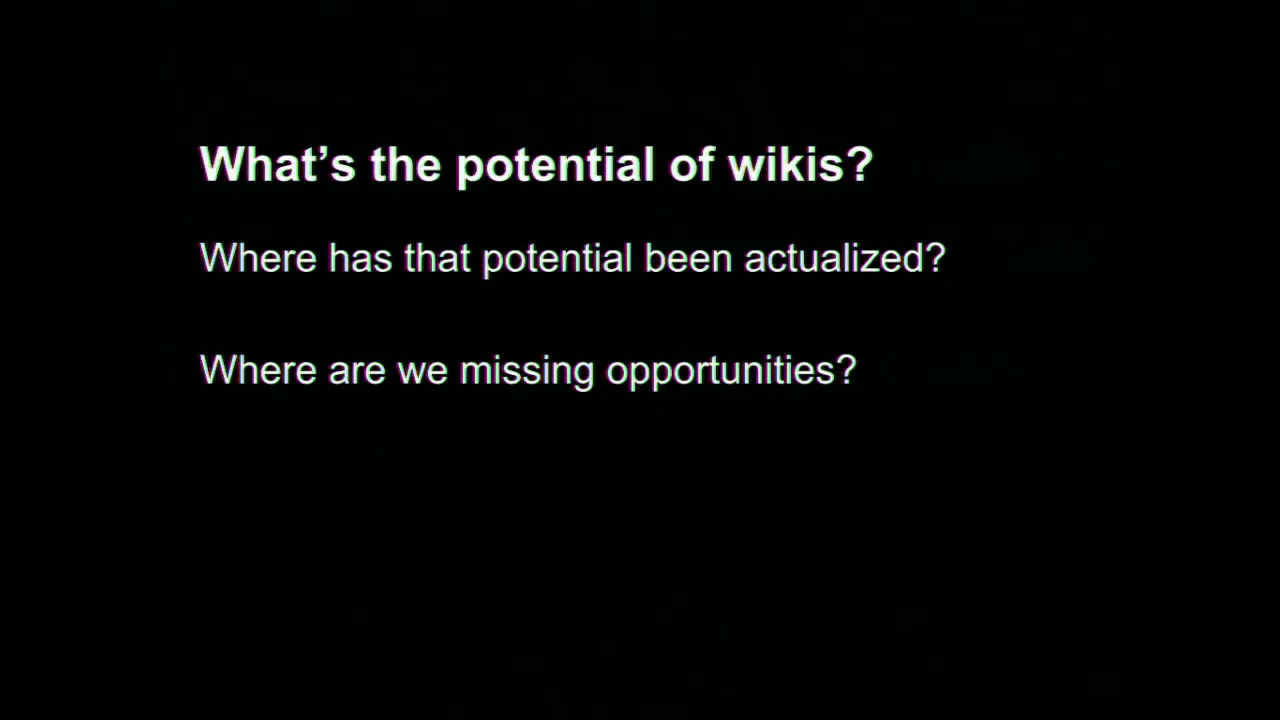 What’s the potential of wikis?
Where has that potential been actualized?
Where are we missing opportunities?